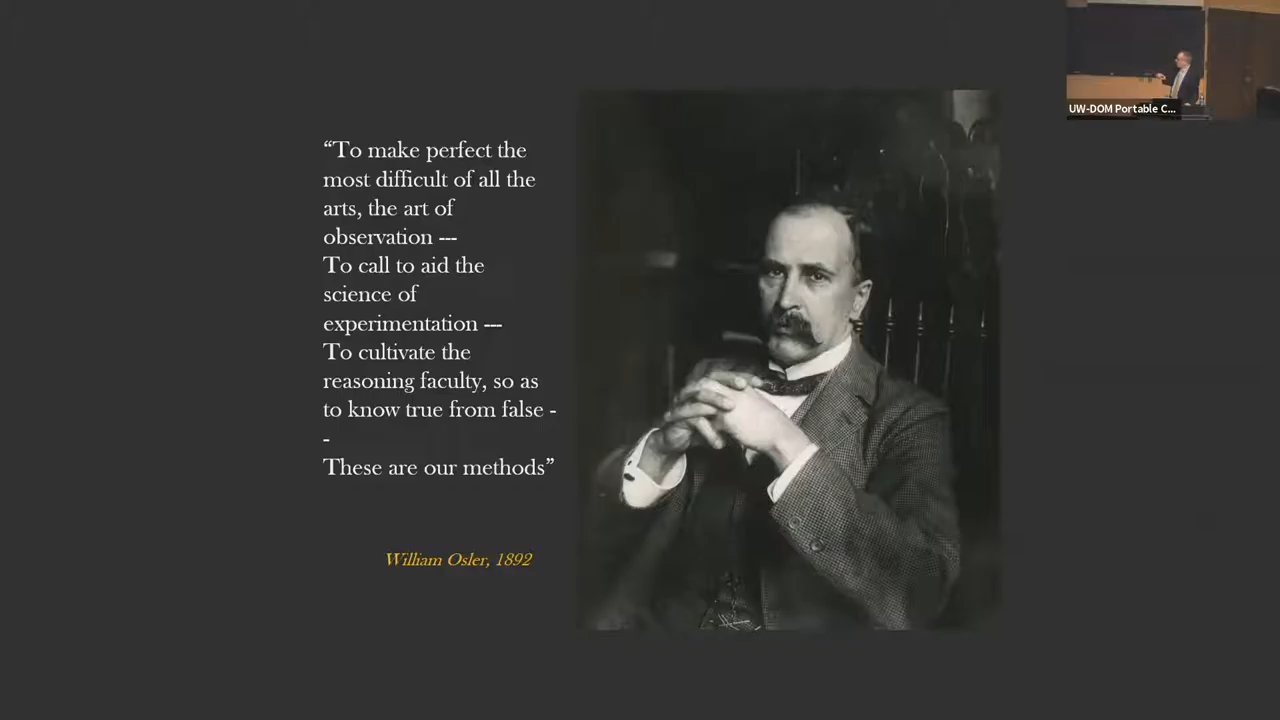 “To make perfect the
most difficult of all the
arts, the art of
observation ---
To call to aid the
science of
experimentation ---
To cultivate the
reasoning faculty, so as
to know true from false -
-
These are our methods”
William Osler, 1892
UW-DOM Portable C...